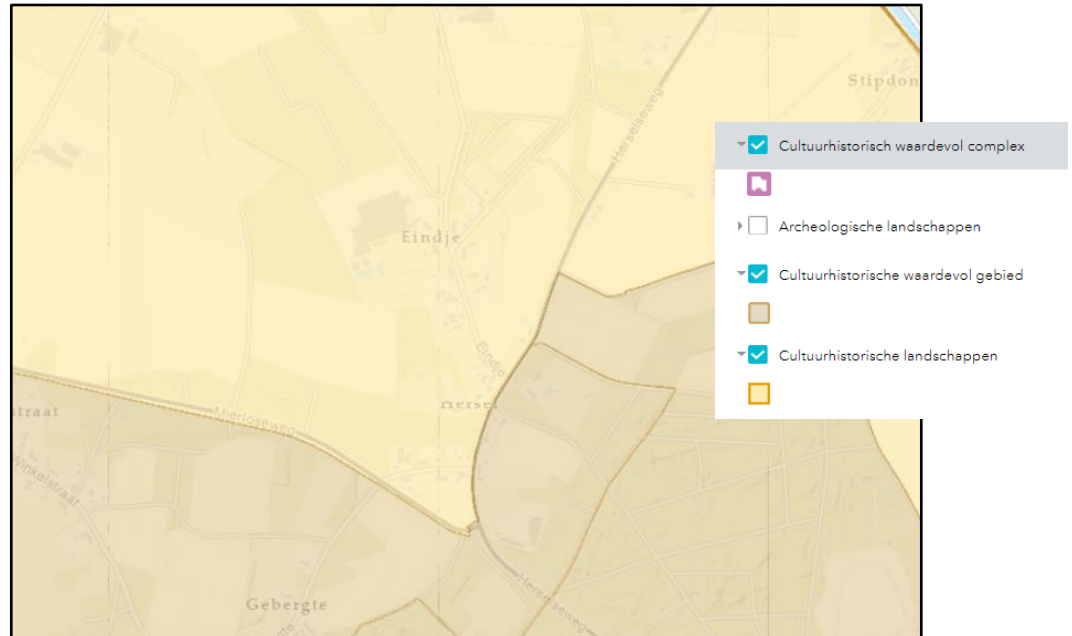 Stipdon
Herselseweg
Cultuurhistorisch waardevol complex
Archeologische landschappen
Eindje
Cultuurhistorische waardevol gebied
Eindje
Cultuurhistorische landschappen
straat
Mierloseweg
Hersel
Winkelstraat
Herselseweg
Gebergte